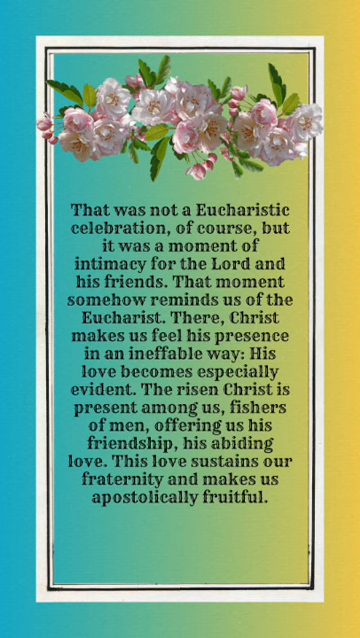 That was not a Eucharistic
celebration, of course, but
it was a moment of
intimacy for the Lord and
his friends. That moment
somehow reminds us of the
Eucharist. There, Christ
makes us feel his presence
in an ineffable way: His
love becomes especially
evident. The risen Christ is
present among us, fishers
of men, offering us his
friendship, his abiding
love. This love sustains our
fraternity and makes us
apostolically fruitful.